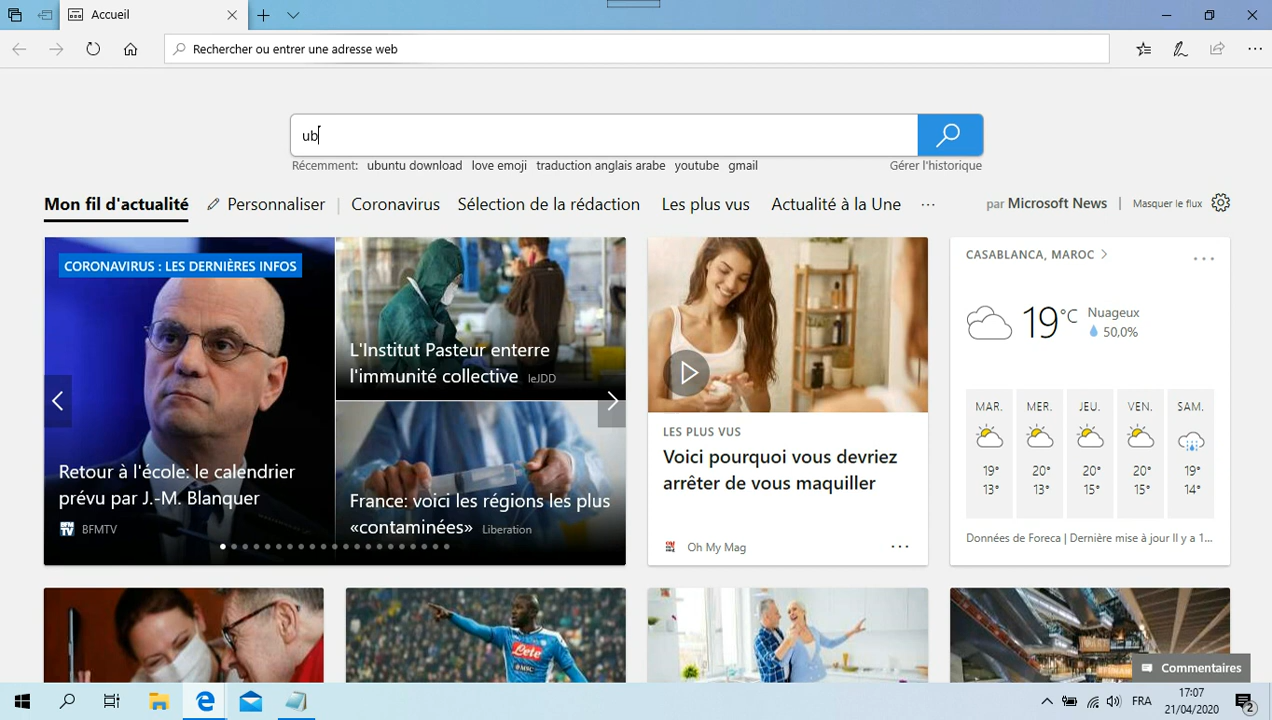 Accueil
Rechercher ou entrer une adresse web
ub
Récemment: ubuntu download love emoji traduction anglais arabe youtube gmail Gérer l'historique
Mon fil d'actualité Personnaliser | Coronavirus Sélection de la rédaction Les plus vus Actualité à la Une ... par Microsoft News | Masquer le flux
CORONAVIRUS : LES DERNIÈRES INFOS
Retour à l'école: le calendrier
prévu par J.-M. Blanquer
BFMTV
L'Institut Pasteur enterre
l'immunité collective leJDD
France: voici les régions les plus
«contaminées» Liberation
LES PLUS VUS
Voici pourquoi vous devriez
arrêter de vous maquiller
Oh My Mag
CASABLANCA, MAROC
19°C
Nuageux
50,0%
MAR. MER. JEU. VEN. SAM.
19° 20° 20° 20° 19°
13° 13° 15° 15° 14°
Données de Foreca | Dernière mise à jour Il y a 1...
Commentaires
FRA
17:07
21/04/2020
2